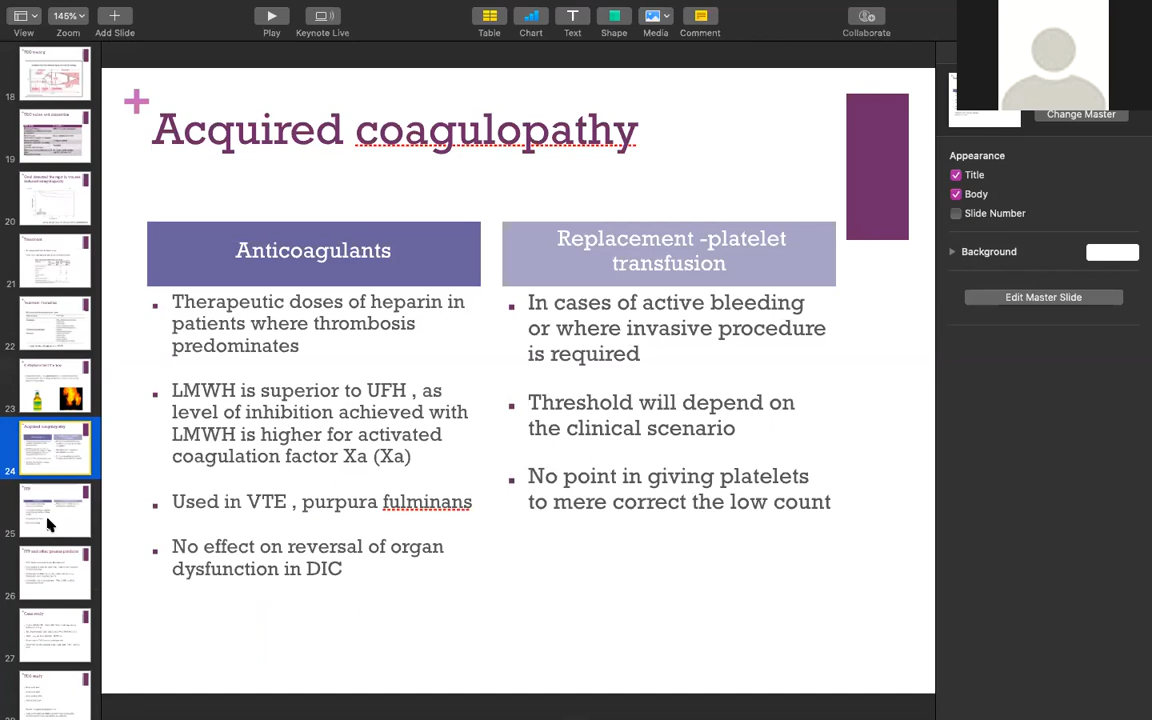 View
145%
Zoom
Add Slide
Play
Keynote Live
Table
Chart
Text
Shape
Media
Comment
Collaborate
Change Master
Appearance
Title
Body
Slide Number
Background
Edit Master Slide
18
19
20
21
22
23
24
25
26
27
+
Acquired coagulopathy
Anticoagulants
Therapeutic doses of heparin in
patients where thrombosis
predominates
LMWH is superior to UFH , as
level of inhibition achieved with
LMWH is higher for activated
coagulation factor Xa (Xa)
Used in VTE , purpura fulminans
No effect on reversal of organ
dysfunction in DIC
Replacement -platelet
transfusion
In cases of active bleeding
or where invasive procedure
is required
Threshold will depend on
the clinical scenario
No point in giving platelets
to mere correct the low count